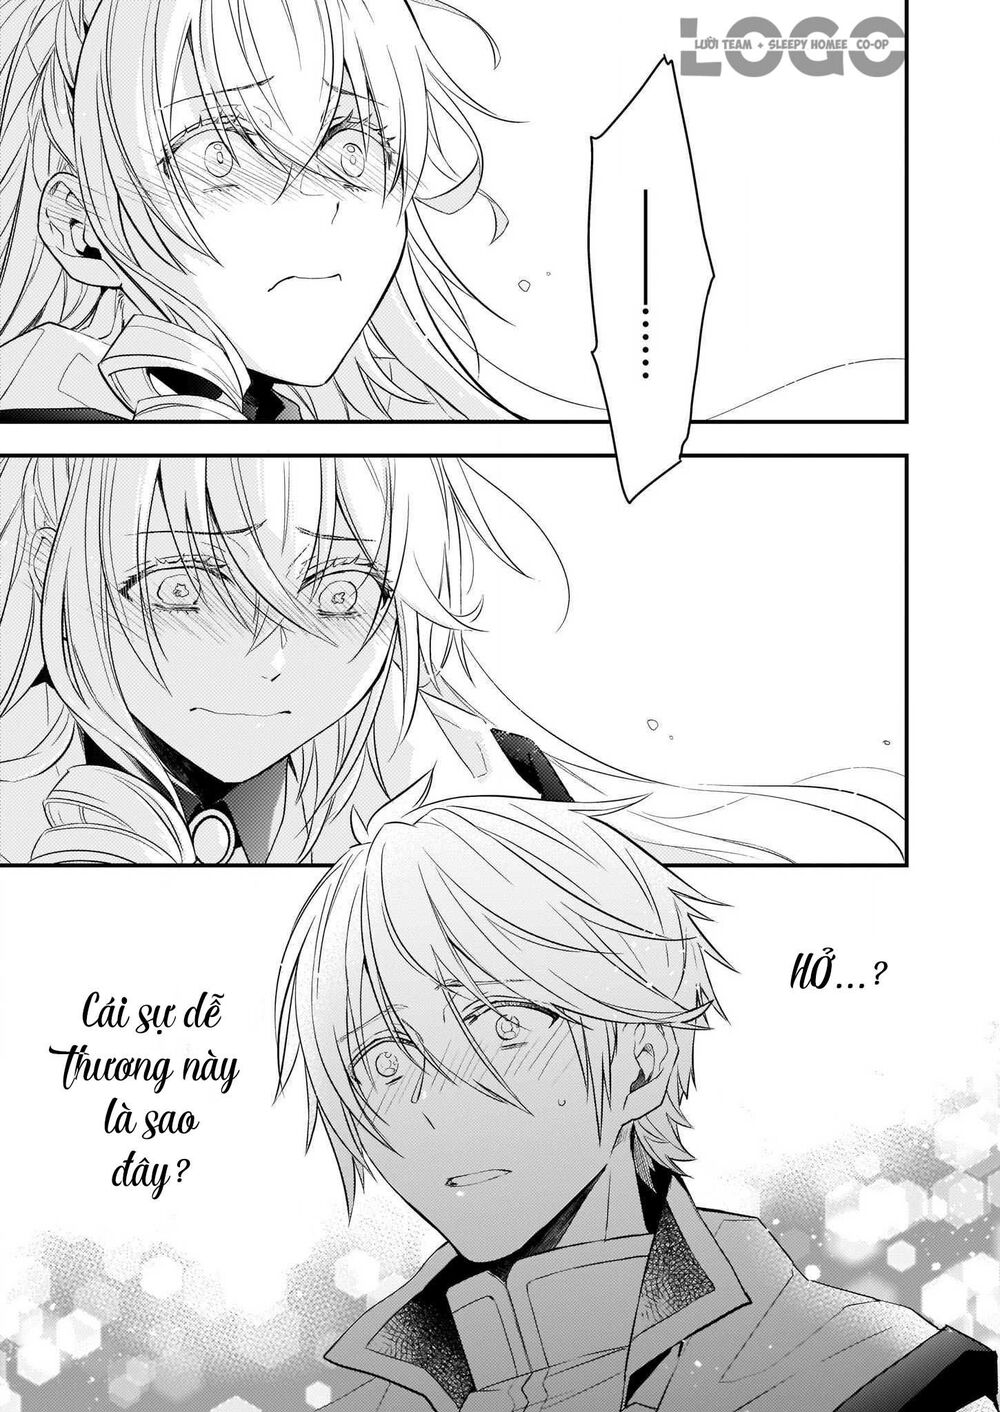 LOGO
LƯỜI TEAM + SLEEPY HOMEE CO-OP
HỞ...?
Cái sự dễ
thương này
là sao
đây?